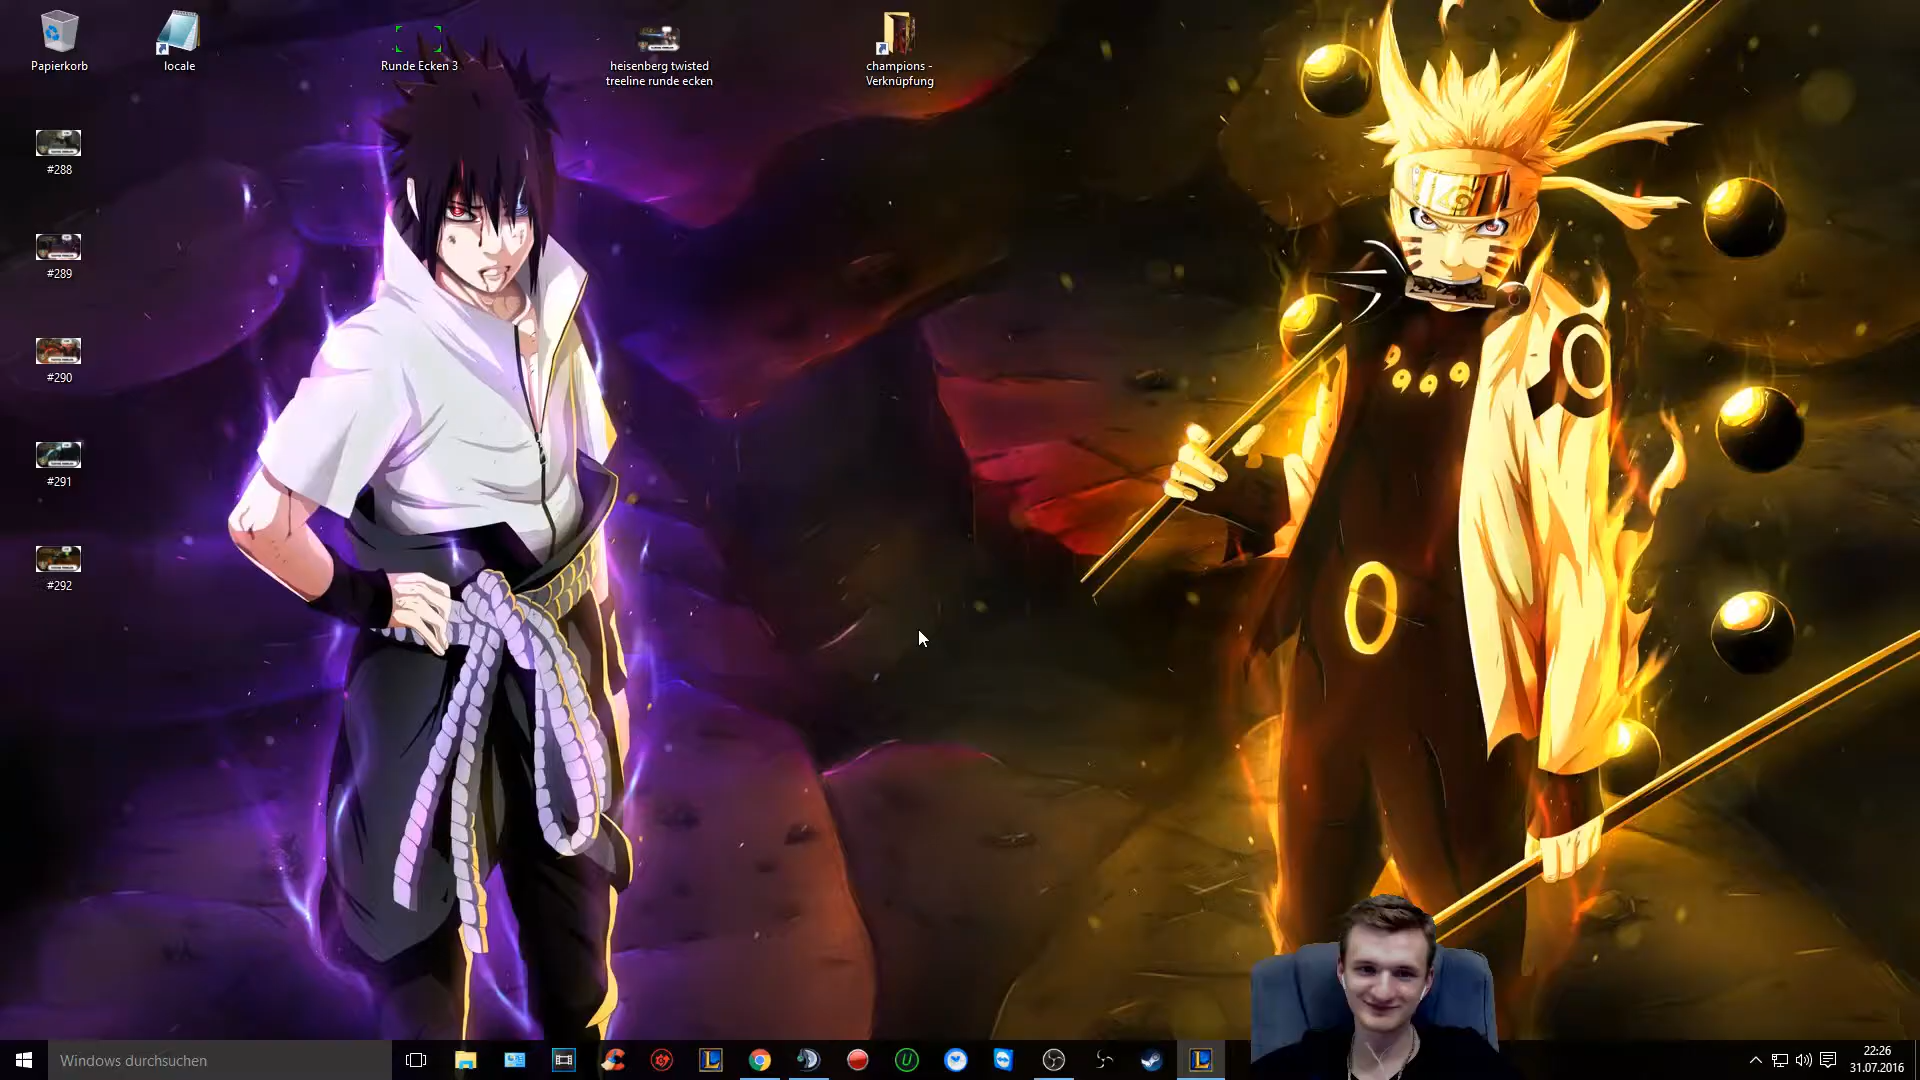 Papierkorb
locale
Runde Ecken 3
heisenberg twisted
treeline runde ecken
champions -
Verknüpfung
#288
#289
#290
#291
#292
Windows durchsuchen
22:26
31.07.2016